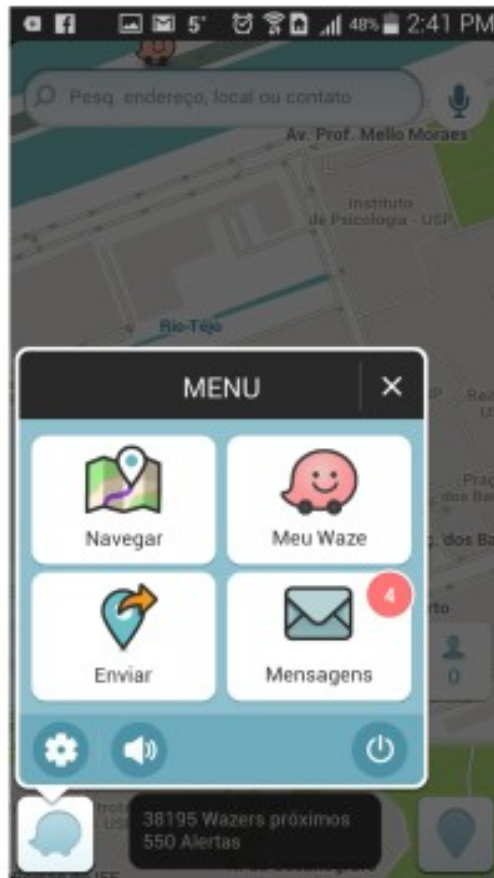 5°
48%
2:41 PM
Pesq. endereço, local ou contato
Av. Prof. Mello Moraes
Instituto
de Psicologia - USP
Rio-Tejo
MENU
Navegar
Meu Waze
4
Enviar
Mensagens
0
38195 Wazers próximos
550 Alertas